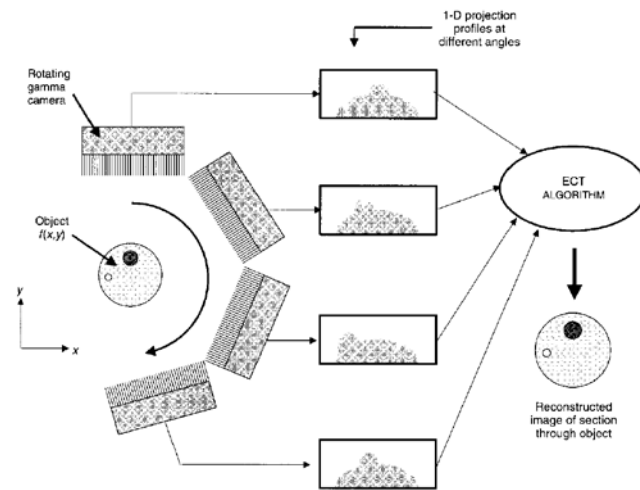 1-D projection
profiles at
different angles
Rotating
gamma
camera
ECT
ALGORITHM
Object
f(x,y)
y
x
Reconstructed
image of section
through object